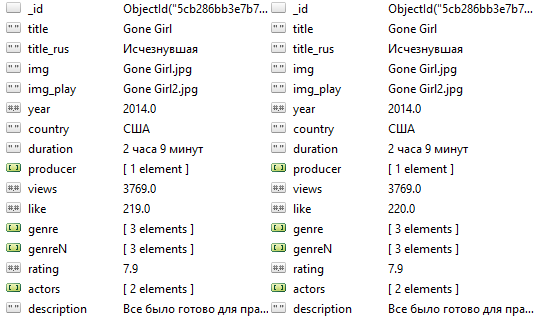 _id ObjectId("5cb286bb3e7b7... _id ObjectId("5cb286bb3e7b7...
" " title Gone Girl " " title Gone Girl
" " title_rus Исчезнувшая " " title_rus Исчезнувшая
" " img Gone Girl.jpg " " img Gone Girl.jpg
" " img_play Gone Girl2.jpg " " img_play Gone Girl2.jpg
## year 2014.0 ## year 2014.0
" " country США " " country США
" " duration 2 часа 9 минут " " duration 2 часа 9 минут
[ ] producer [ 1 element ] [ ] producer [ 1 element ]
## views 3769.0 ## views 3769.0
## like 219.0 ## like 220.0
[ ] genre [ 3 elements ] [ ] genre [ 3 elements ]
[ ] genreN [ 3 elements ] [ ] genreN [ 3 elements ]
## rating 7.9 ## rating 7.9
[ ] actors [ 2 elements ] [ ] actors [ 2 elements ]
" " description Все было готово для пра... " " description Все было готово для пра...